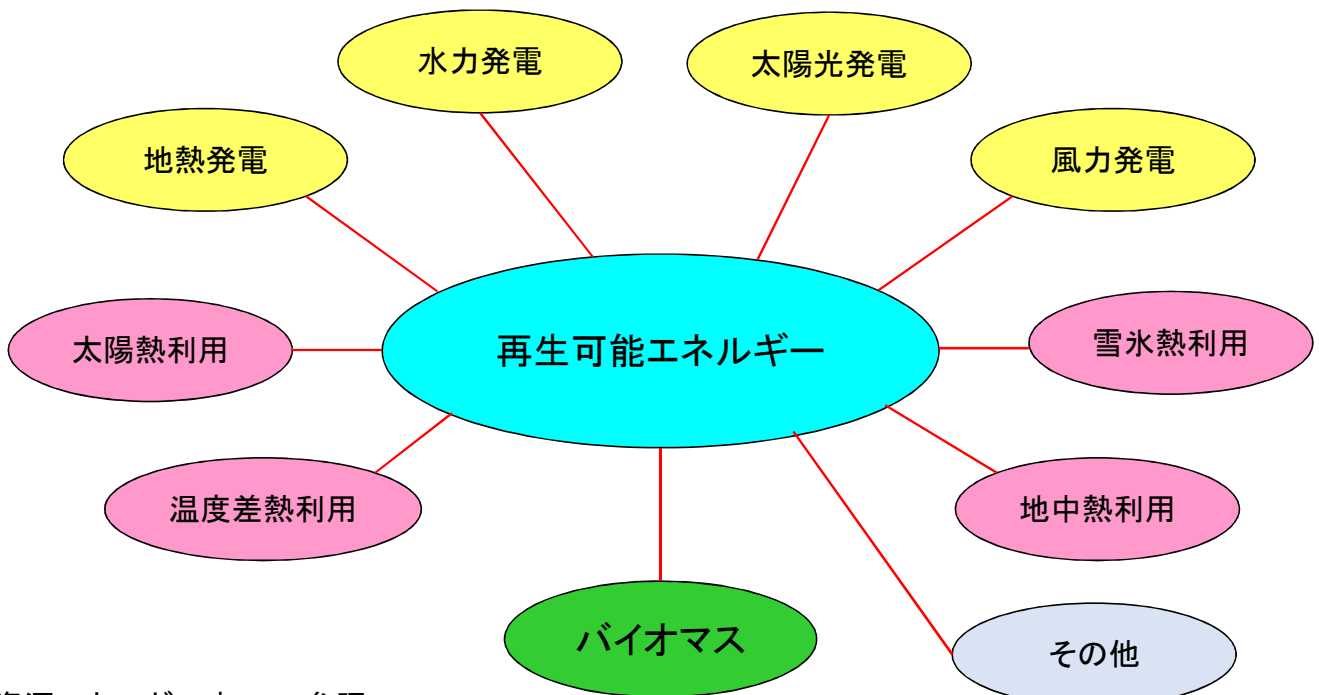 水力発電
太陽光発電
地熱発電
風力発電
太陽熱利用
再生可能エネルギー
雪氷熱利用
温度差熱利用
地中熱利用
バイオマス
その他